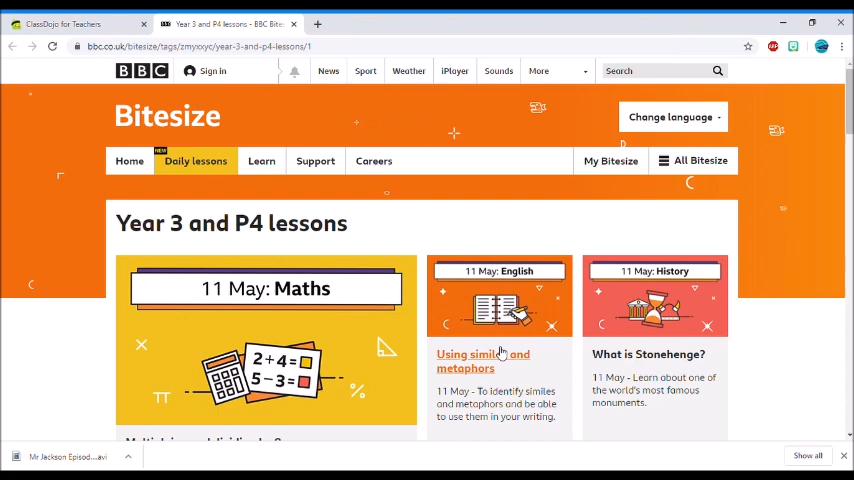 ClassDojo for Teachers
BBC Year 3 and P4 lessons - BBC Bites
bbc.co.uk/bitesize/tags/zmyxxyc/year-3-and-p4-lessons/1
BBC Sign in News Sport Weather iPlayer Sounds More Search
Bitesize
Change language
NEW
Home Daily lessons Learn Support Careers My Bitesize All Bitesize
Year 3 and P4 lessons
11 May: Maths
2+4=
5-3=
%
11 May: English
Using similes and
metaphors
11 May - To identify similes
and metaphors and be able
to use them in your writing.
11 May: History
What is Stonehenge?
11 May - Learn about one of
the world's most famous
monuments.
Mr Jackson Episod....avi
Show all